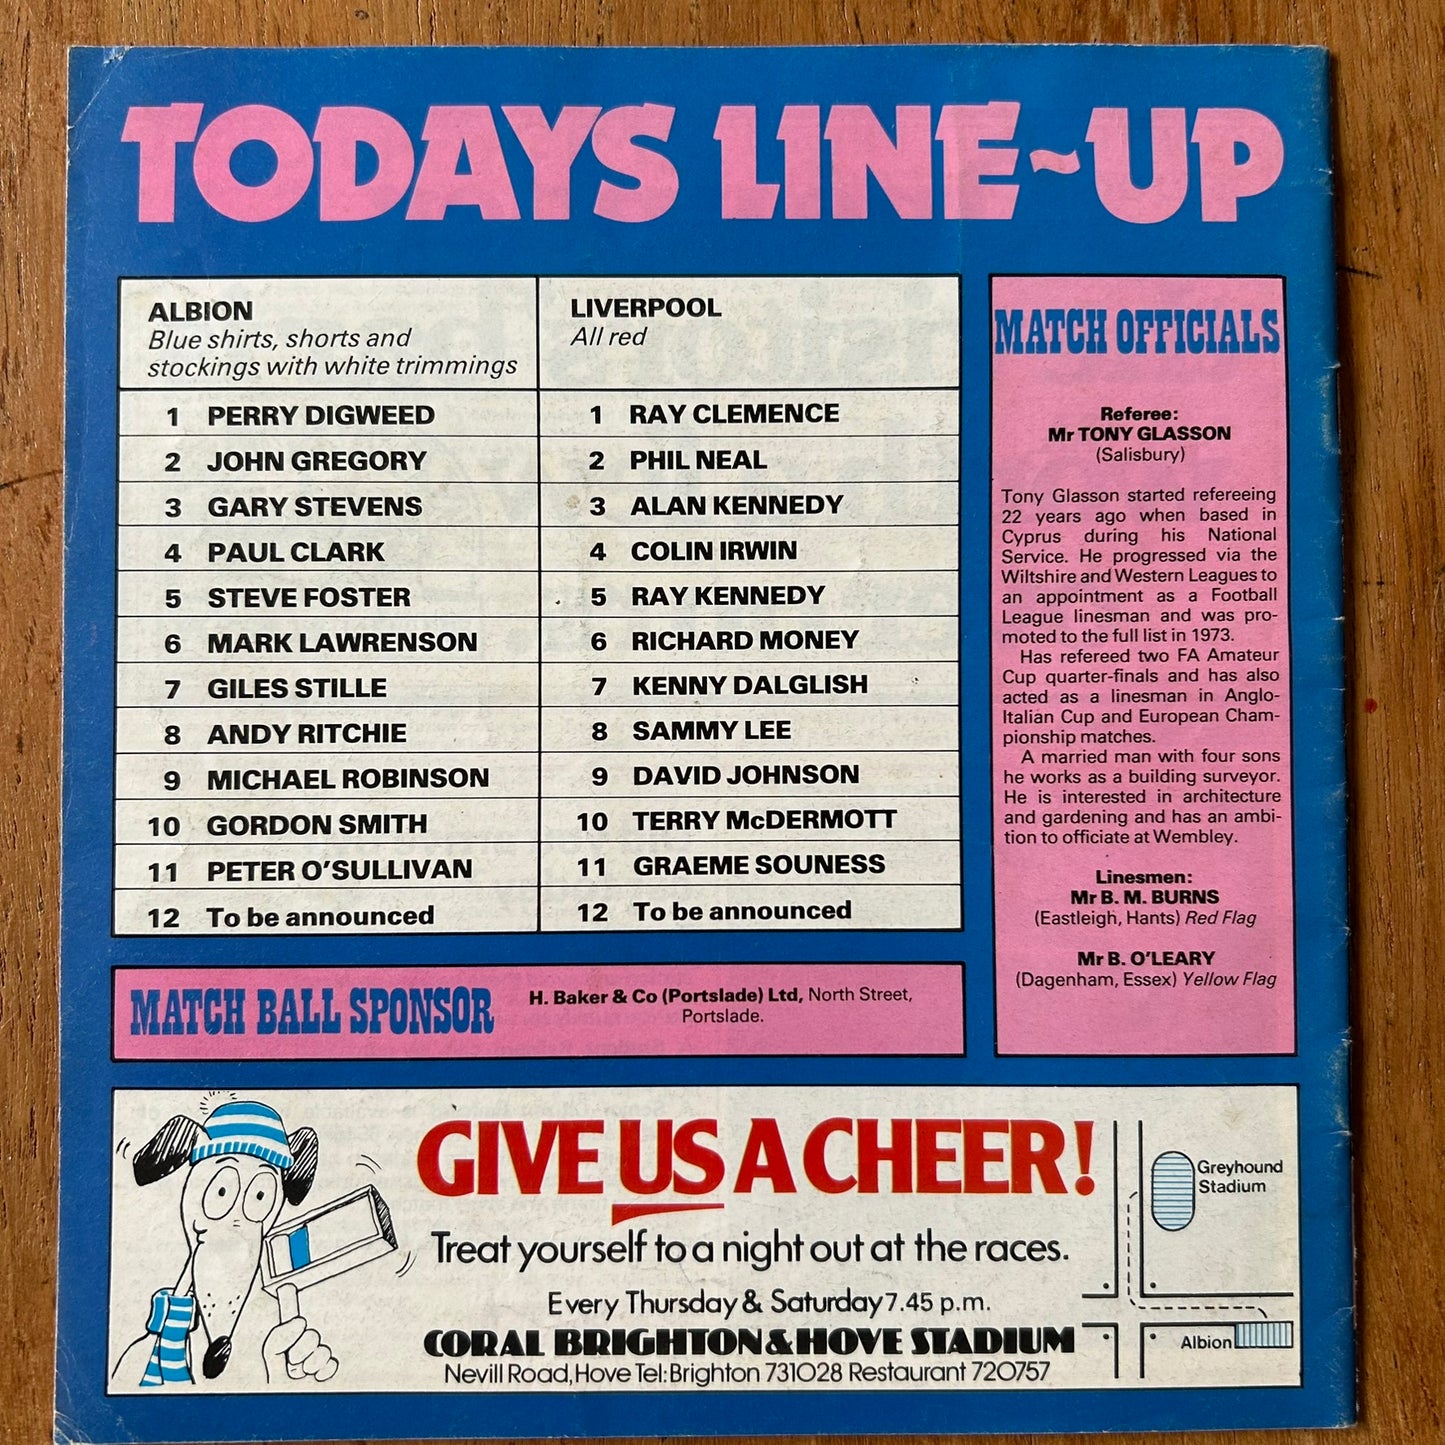 TODAYS LINE-UP
ALBION
Blue shirts, shorts and
stockings with white trimmings
1 PERRY DIGWEED
2 JOHN GREGORY
3 GARY STEVENS
4 PAUL CLARK
5 STEVE FOSTER
6 MARK LAWRENSON
7 GILES STILLE
8 ANDY RITCHIE
9 MICHAEL ROBINSON
10 GORDON SMITH
11 PETER O'SULLIVAN
12 To be announced
LIVERPOOL
All red
1 RAY CLEMENCE
2 PHIL NEAL
3 ALAN KENNEDY
4 COLIN IRWIN
5 RAY KENNEDY
6 RICHARD MONEY
7 KENNY DALGLISH
8 SAMMY LEE
9 DAVID JOHNSON
10 TERRY McDERMOTT
11 GRAEME SOUNESS
12 To be announced
MATCH OFFICIALS
Referee:
Mr TONY GLASSON
(Salisbury)
Tony Glasson started refereeing
22 years ago when based in
Cyprus during his National
Service. He progressed via the
Wiltshire and Western Leagues to
an appointment as a Football
League linesman and was pro-
moted to the full list in 1973.
Has refereed two FA Amateur
Cup quarter-finals and has also
acted as a linesman in Anglo-
Italian Cup and European Cham-
pionship matches.
A married man with four sons
he works as a building surveyor.
He is interested in architecture
and gardening and has an ambi-
tion to officiate at Wembley.
Linesmen:
Mr B. M. BURNS
(Eastleigh, Hants) Red Flag
Mr B. O'LEARY
(Dagenham, Essex) Yellow Flag
MATCH BALL SPONSOR
H. Baker & Co (Portslade) Ltd, North Street,
Portslade.
GIVE US A CHEER!
Treat yourself to a night out at the races.
Every Thursday & Saturday 7.45 p.m.
CORAL BRIGHTON & HOVE STADIUM
Nevill Road, Hove Tel: Brighton 731028 Restaurant 720757
Greyhound
Stadium
Albion